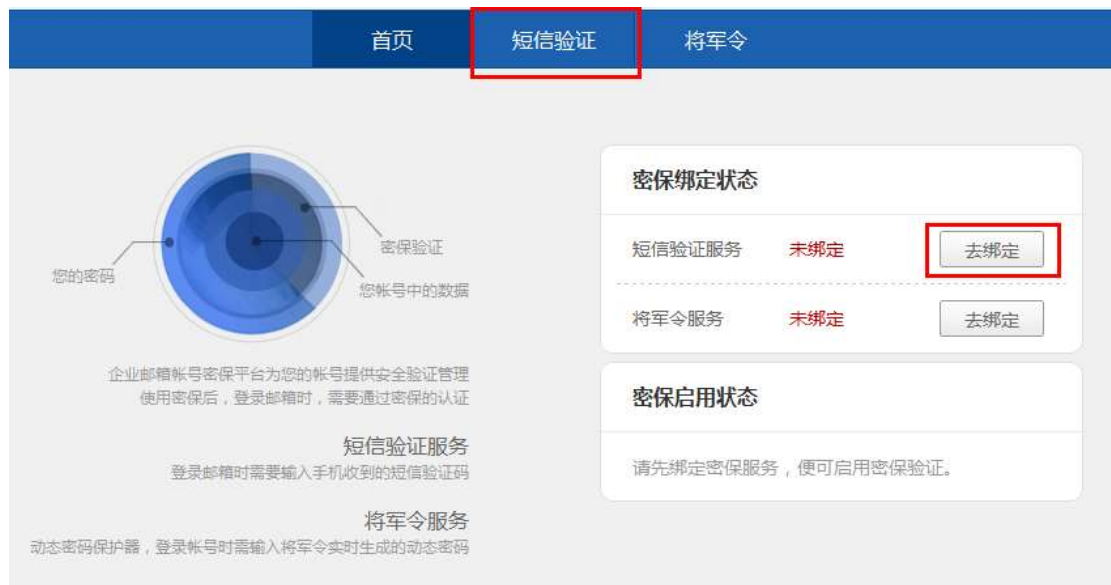 首页 短信验证 将军令
密保验证
您的密码
您帐号中的数据
企业邮箱帐号密保平台为您的帐号提供安全验证管理
使用密保后，登录邮箱时，需要通过密保的认证
短信验证服务
登录邮箱时需要输入手机收到的短信验证码
将军令服务
动态密码保护器，登录帐号时需输入将军令实时生成的动态密码
密保绑定状态
短信验证服务 未绑定 去绑定
将军令服务 未绑定 去绑定
密保启用状态
请先绑定密保服务，便可启用密保验证。